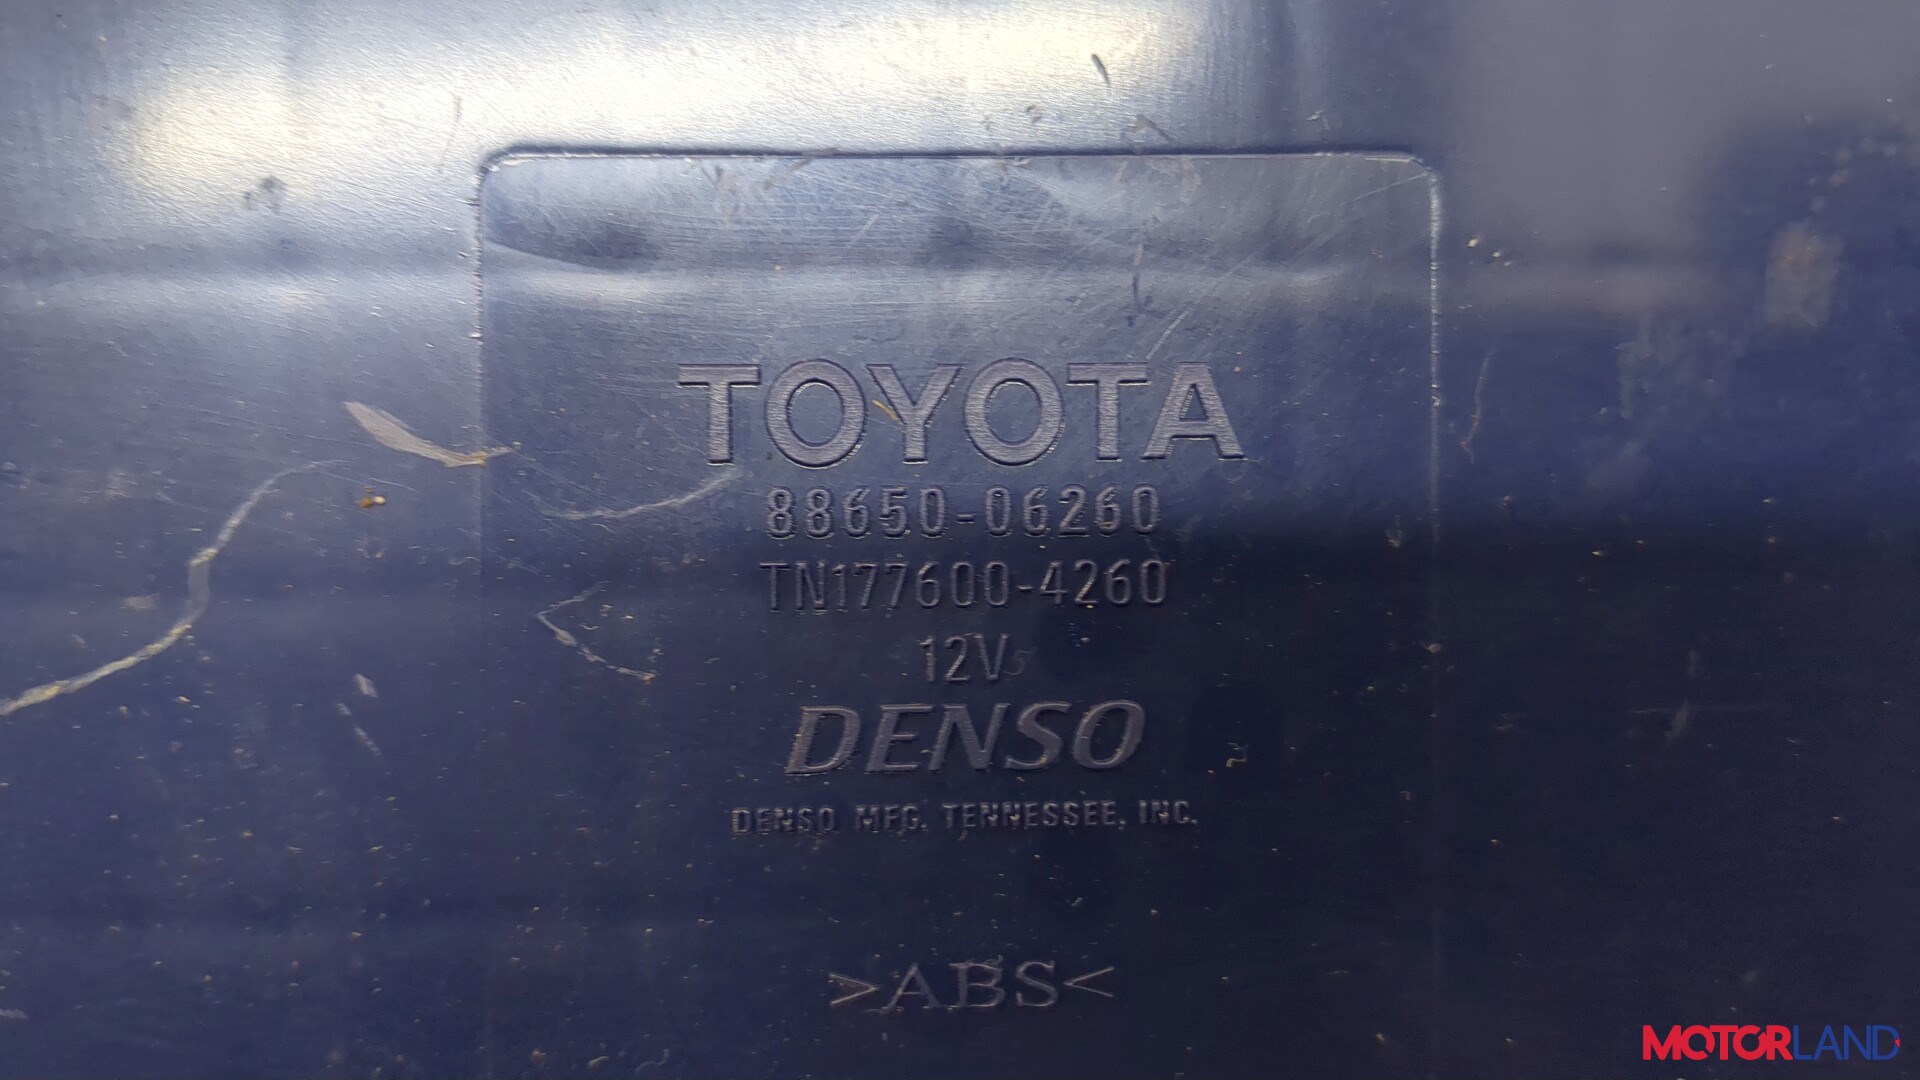 TOYOTA
88650-06260
TN177600-4260
12V
DENSO
DENSO MFG. TENNESSEE, INC.
>ABS<
MOTORLAND